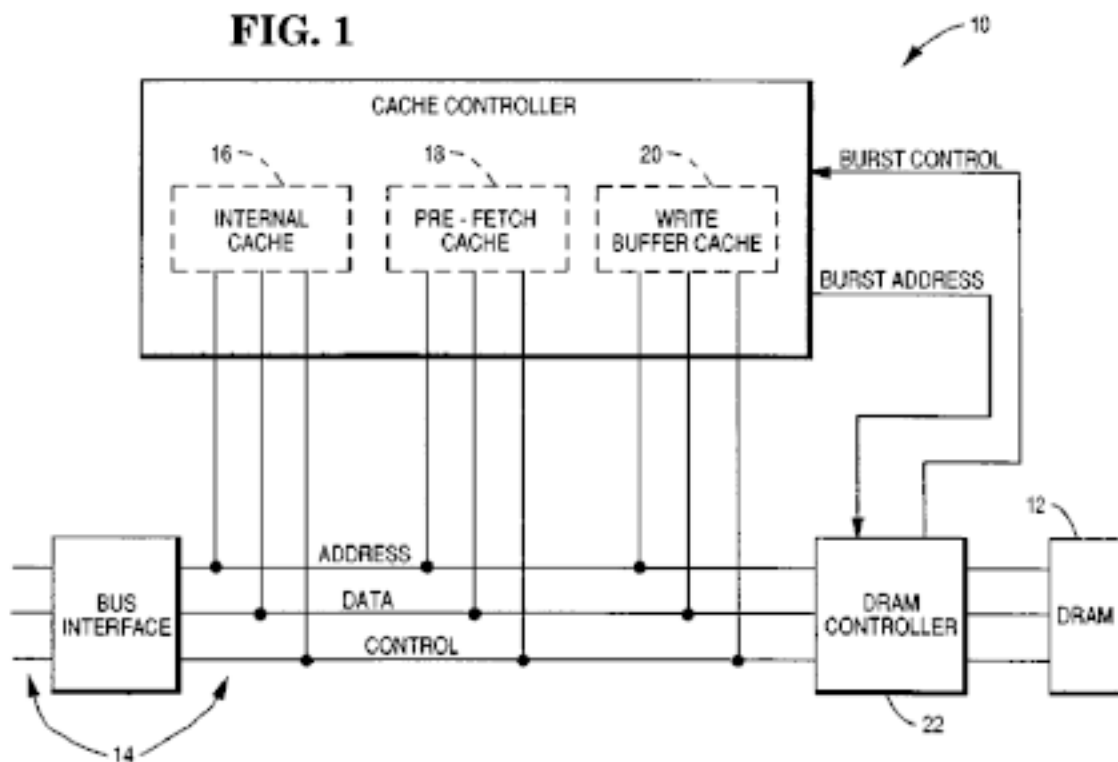 FIG. 1
10
CACHE CONTROLLER
16
18
20
BURST CONTROL
INTERNAL
CACHE
PRE - FETCH
CACHE
WRITE
BUFFER CACHE
BURST ADDRESS
12
ADDRESS
BUS
INTERFACE
DATA
DRAM
CONTROLLER
DRAM
CONTROL
14
22